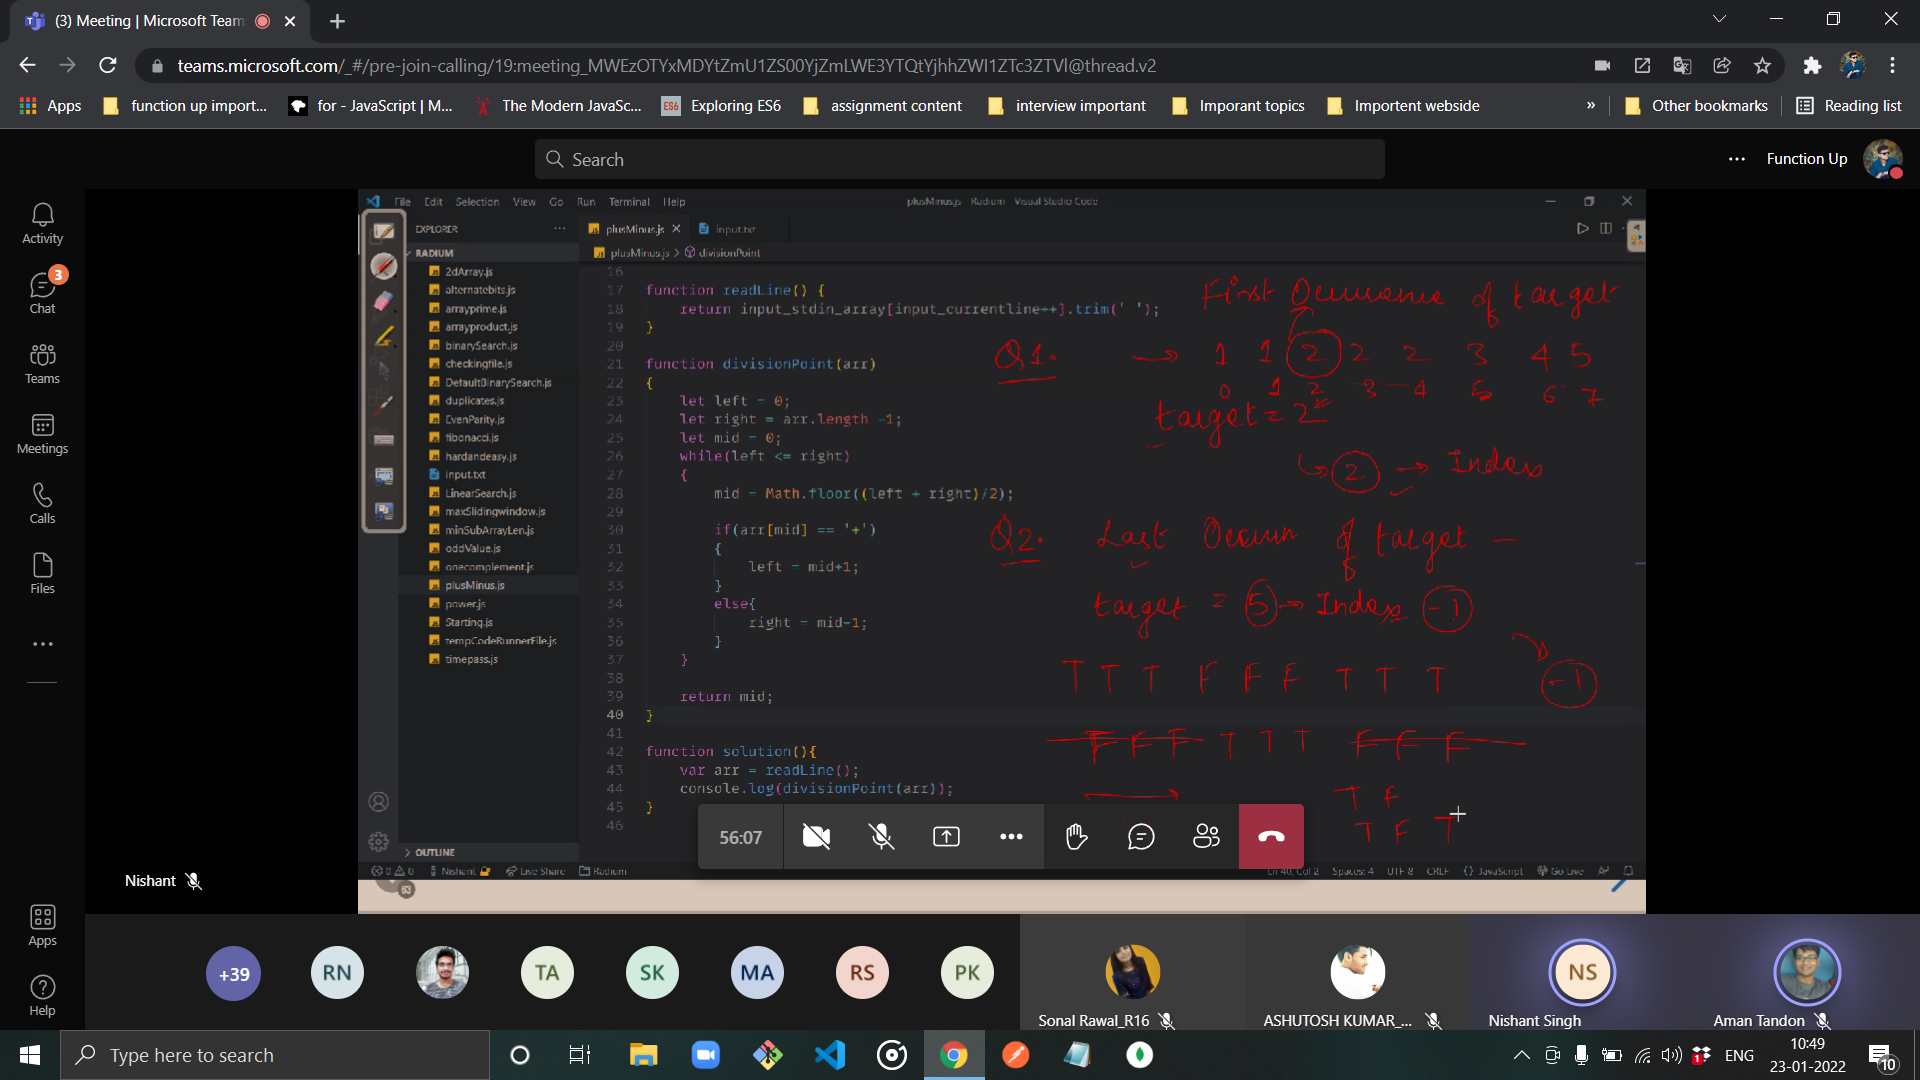 (3) Meeting | Microsoft Team
teams.microsoft.com/_#/pre-join-calling/19:meeting_MWEzOTYxMDYtZmU1ZS00YjZmLWE3YTQtYjhhZWI1ZTc3ZTVl@thread.v2
Apps function up import... for - JavaScript | M... The Modern JavaSc... ES6 Exploring ES6 assignment content interview important Imporant topics Importent webside » Other bookmarks Reading list
Search
Function Up
Activity
3
Chat
Teams
Meetings
Calls
Files
Apps
Help
File Edit Selection View Go Run Terminal Help
plusMinus.js - Radium - Visual Studio Code
EXPLORER
plusMinus.js
input.txt
RADIUM
plusMinus.js > divisionPoint
2dArray.js
alternatebits.js
arrayprime.js
arrayproduct.js
binarySearch.js
checkingfile.js
DefaultBinarySearch.js
duplicates.js
EvenParity.js
fibonacci.js
hardandeasy.js
input.txt
LinearSearch.js
maxSlidingwindow.js
minSubArrayLen.js
oddValue.js
onecomplement.js
plusMinus.js
power.js
Starting.js
tempCodeRunnerFile.js
timepass.js
OUTLINE
16
17 function readLine() {
18 return input_stdin_array[input_currentline++].trim(' ');
19 }
20
21 function divisionPoint(arr)
22 {
23 let left = 0;
24 let right = arr.length -1;
25 let mid = 0;
26 while(left <= right)
27 {
28 mid = Math.floor((left + right)/2);
29
30 if(arr[mid] == '+')
31 {
32 left = mid+1;
33 }
34 else{
35 right = mid-1;
36 }
37 }
38
39 return mid;
40 }
41
42 function solution(){
43 var arr = readLine();
44 console.log(divisionPoint(arr));
45 }
46
First Occurrence of target
Q1. → 1 1 2 2 2 3 4 5
0 1 2 3 4 5 6 7
target = 2
2 → Index
Q2. Last Occurn of target -
target = 5 → Index -1
T T T F F F T T T
-1
F F F T T T F F F
T F
T F T
56:07
0 0 Nishant Live Share Radium
Ln 40, Col 2 Spaces: 4 UTF-8 CRLF {} JavaScript Go Live
Nishant
+39 RN TA SK MA RS PK NS
Sonal Rawal_R16 ASHUTOSH KUMAR_... Nishant Singh Aman Tandon
Type here to search
1
ENG
10:49
23-01-2022
10